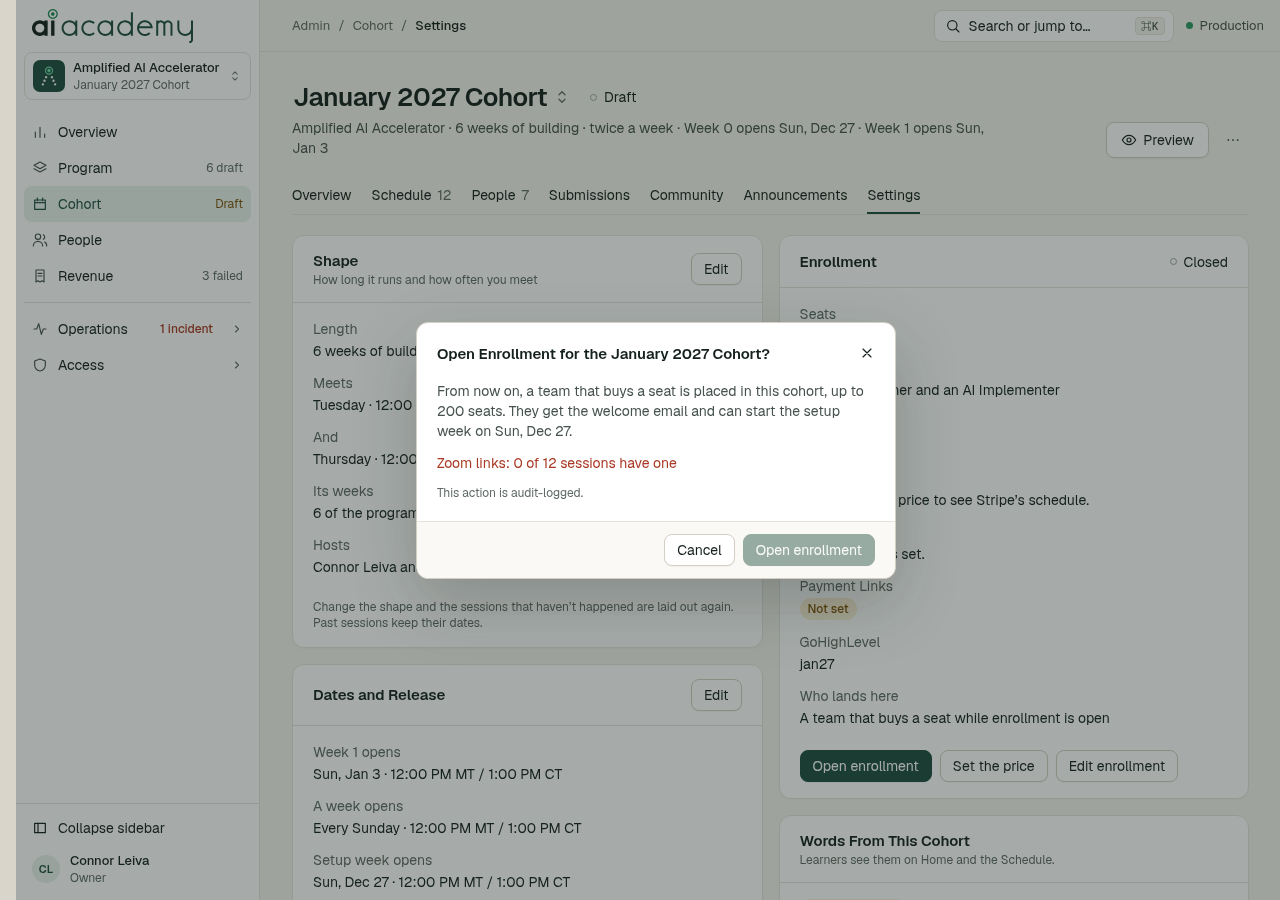 ai academy
Amplified AI Accelerator
January 2027 Cohort
Overview
Program 6 draft
Cohort Draft
People
Revenue 3 failed
Operations 1 incident
Access
Collapse sidebar
CL
Connor Leiva
Owner
Admin / Cohort / Settings
Search or jump to... ⌘K
Production
January 2027 Cohort
Draft
Amplified AI Accelerator · 6 weeks of building · twice a week · Week 0 opens Sun, Dec 27 · Week 1 opens Sun,
Jan 3
Preview
Overview Schedule 12 People 7 Submissions Community Announcements Settings
Shape
How long it runs and how often you meet
Edit
Length
6 weeks of build
Meets
Tuesday · 12:00
And
Thursday · 12:00
Its weeks
6 of the program
Hosts
Connor Leiva an
Change the shape and the sessions that haven't happened are laid out again.
Past sessions keep their dates.
Dates and Release
Edit
Week 1 opens
Sun, Jan 3 · 12:00 PM MT / 1:00 PM CT
A week opens
Every Sunday · 12:00 PM MT / 1:00 PM CT
Setup week opens
Sun, Dec 27 · 12:00 PM MT / 1:00 PM CT
Open Enrollment for the January 2027 Cohort?
From now on, a team that buys a seat is placed in this cohort, up to
200 seats. They get the welcome email and can start the setup
week on Sun, Dec 27.
Zoom links: 0 of 12 sessions have one
This action is audit-logged.
Cancel
Open enrollment
Enrollment
Closed
Seats
and an AI Implementer
price to see Stripe's schedule.
set.
Payment Links
Not set
GoHighLevel
jan27
Who lands here
A team that buys a seat while enrollment is open
Open enrollment
Set the price
Edit enrollment
Words From This Cohort
Learners see them on Home and the Schedule.